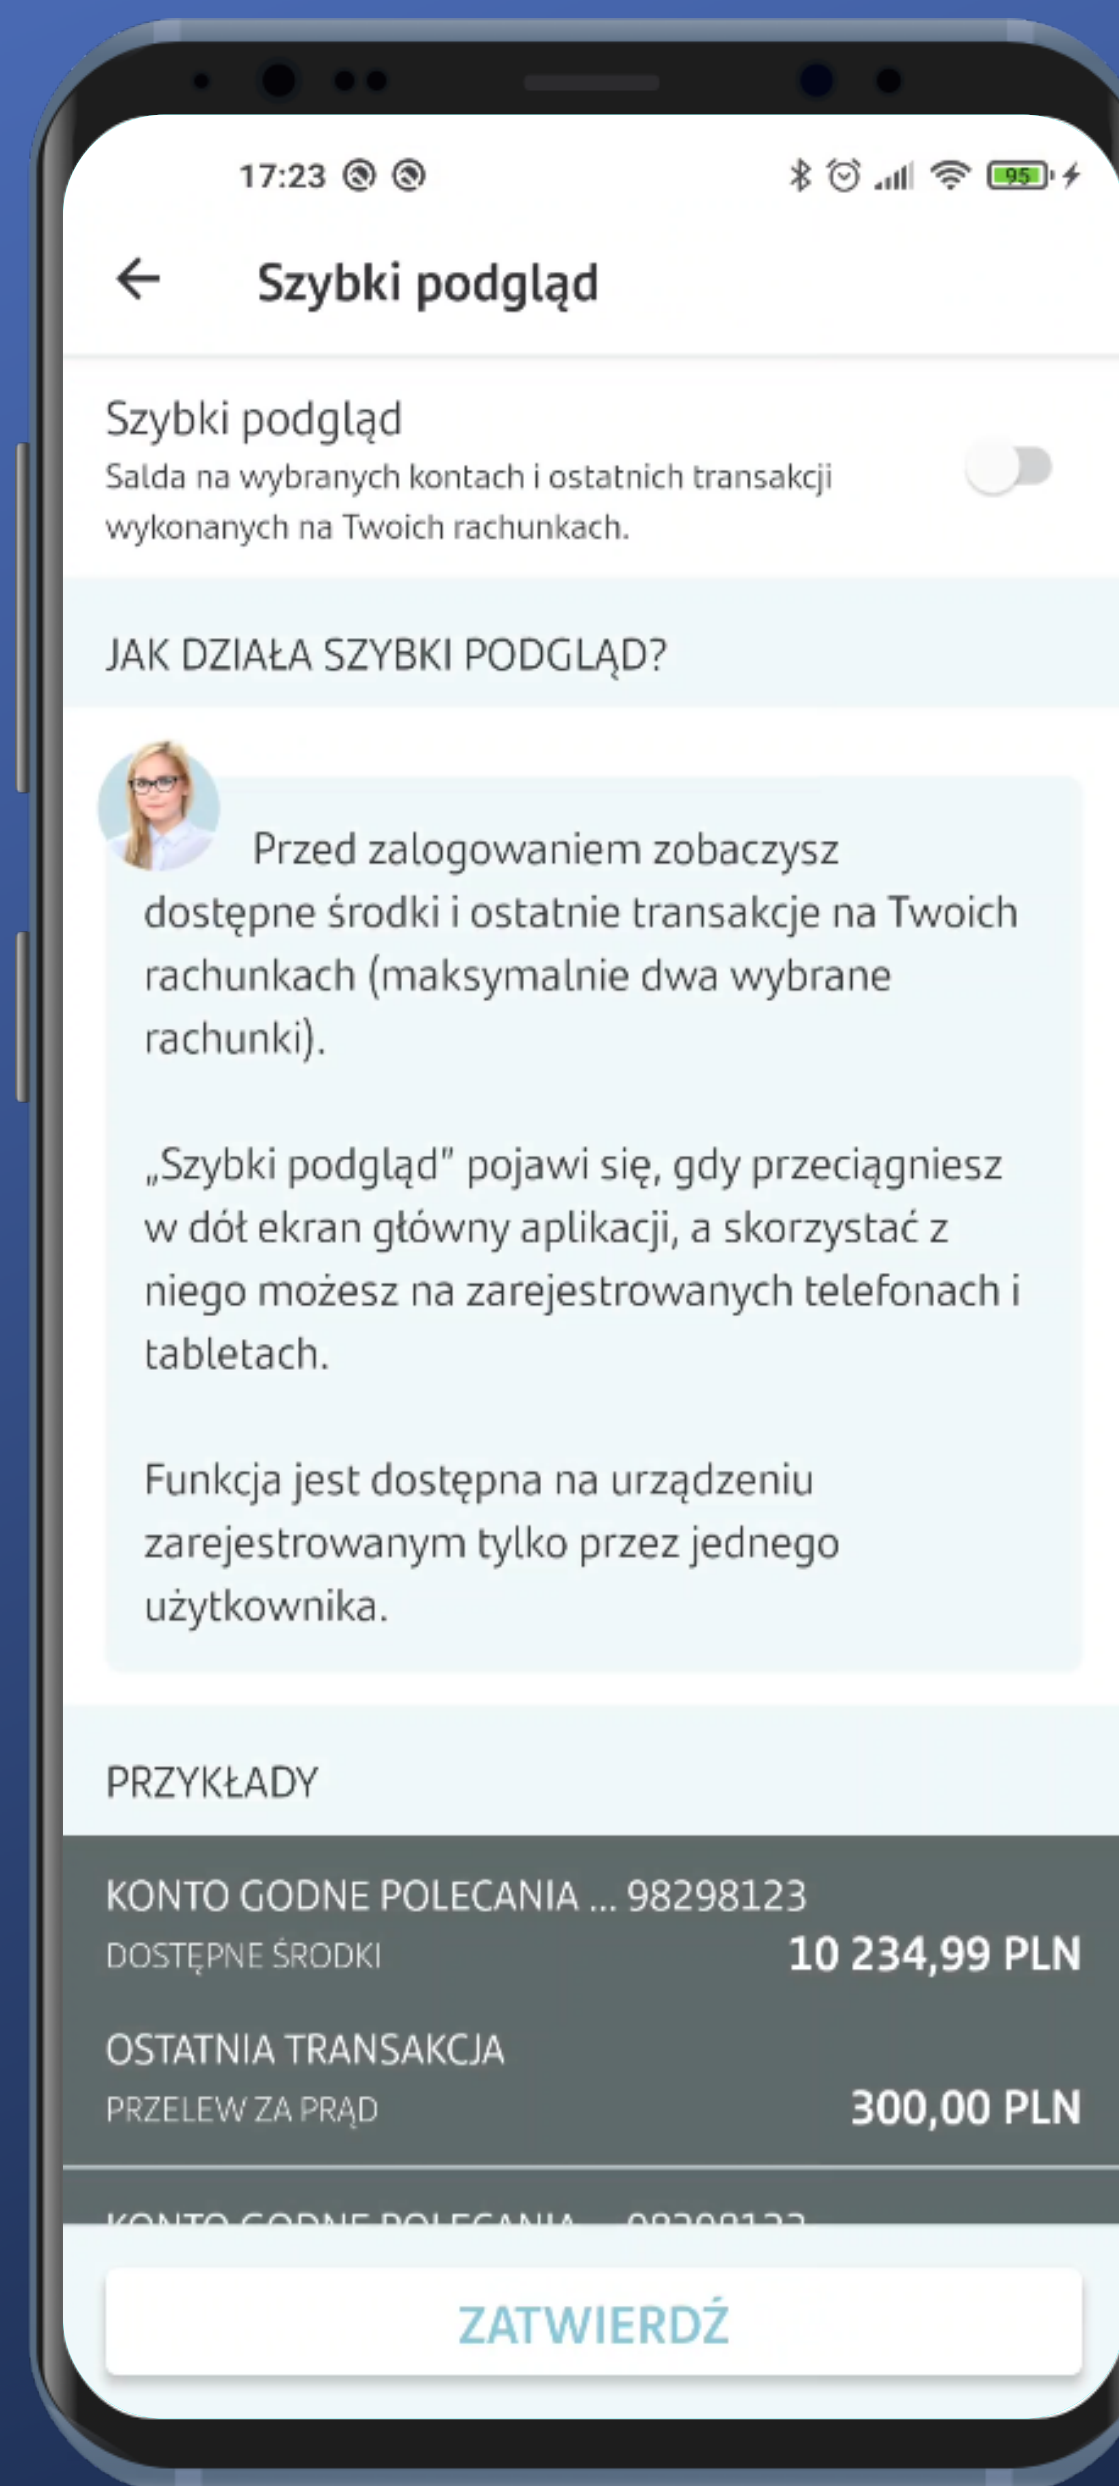 17:23
95
Szybki podgląd
Szybki podgląd
Salda na wybranych kontach i ostatnich transakcji
wykonanych na Twoich rachunkach.
JAK DZIAŁA SZYBKI PODGLĄD?
Przed zalogowaniem zobaczysz
dostępne środki i ostatnie transakcje na Twoich
rachunkach (maksymalnie dwa wybrane
rachunki).
„Szybki podgląd” pojawi się, gdy przeciągniesz
w dół ekran główny aplikacji, a skorzystać z
niego możesz na zarejestrowanych telefonach i
tabletach.
Funkcja jest dostępna na urządzeniu
zarejestrowanym tylko przez jednego
użytkownika.
PRZYKŁADY
KONTO GODNE POLECANIA ... 98298123
DOSTĘPNE ŚRODKI
10 234,99 PLN
OSTATNIA TRANSAKCJA
PRZELEW ZA PRĄD
300,00 PLN
KONTO GODNE POLECANIA ... 98298123
ZATWIERDŹ